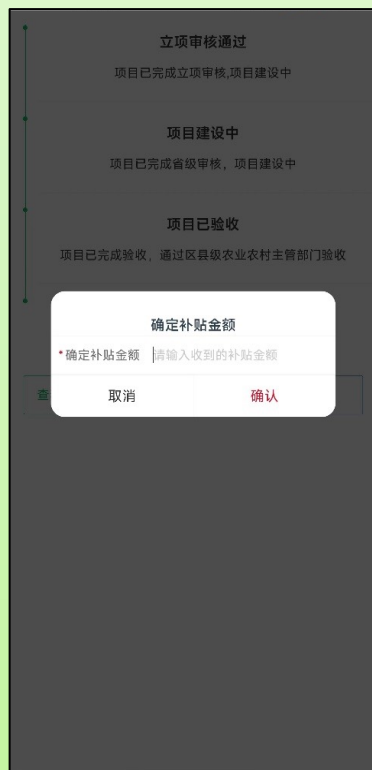 立项审核通过
项目已完成立项审核,项目建设中
项目建设中
项目已完成省级审核，项目建设中
项目已验收
项目已完成验收，通过区县级农业农村主管部门验收
确定补贴金额
*确定补贴金额 请输入收到的补贴金额
查
取消 确认